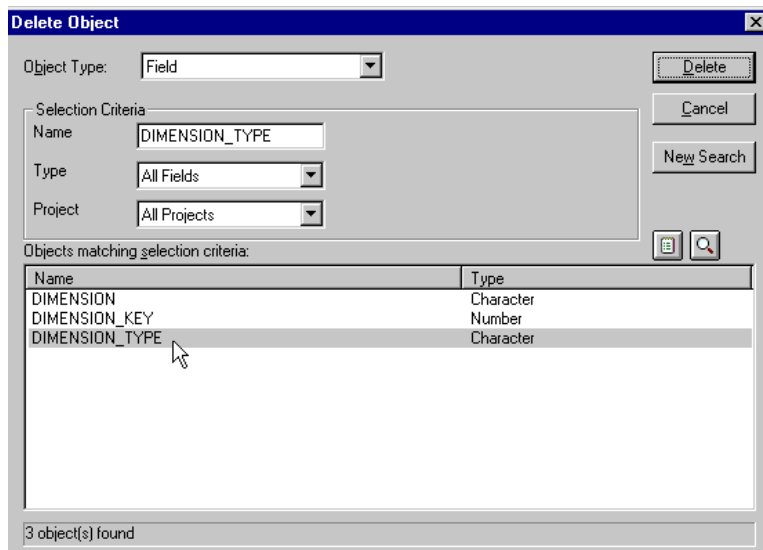 Delete Object
Object Type: Field Delete
Selection Criteria Cancel
Name DIMENSION_TYPE
New Search
Type All Fields
Project All Projects
Objects matching selection criteria:
Name Type
DIMENSION Character
DIMENSION_KEY Number
DIMENSION_TYPE Character
3 object(s) found